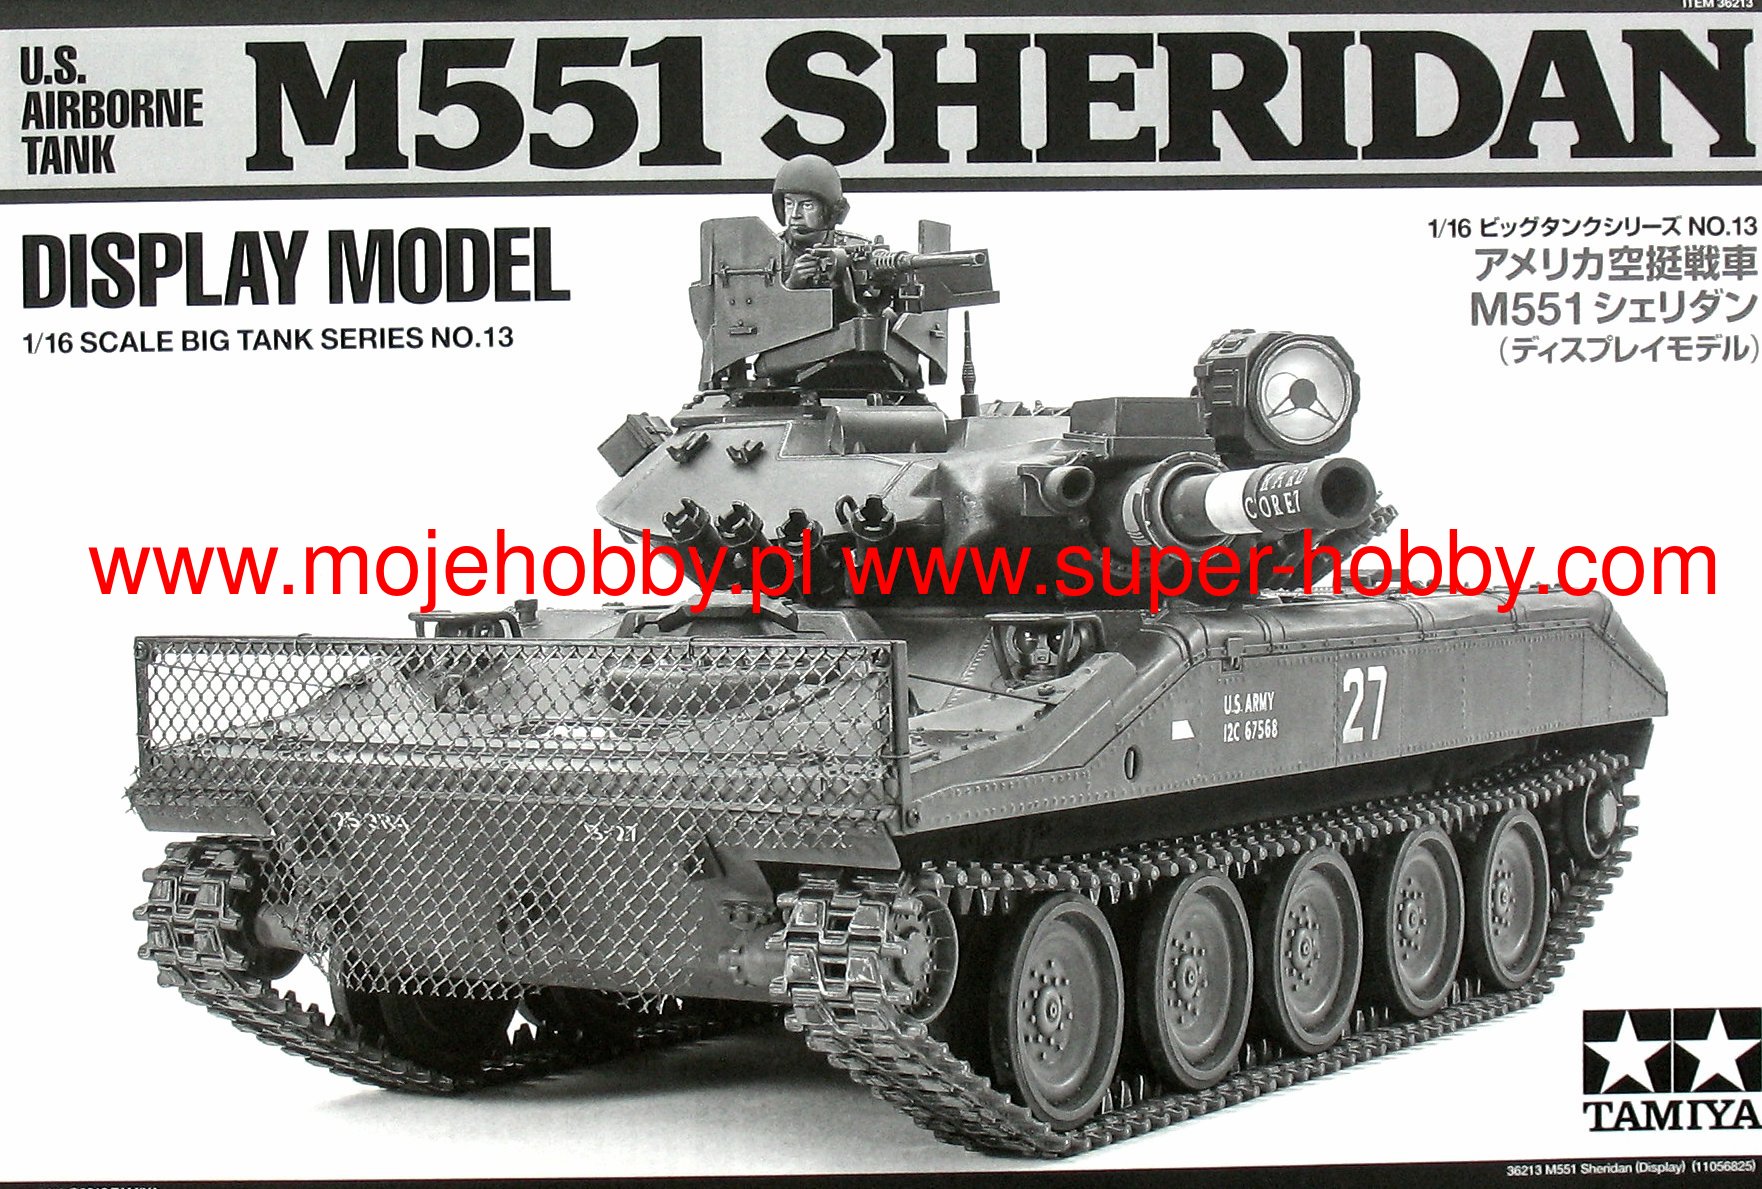 ITEM 36213
U.S.
AIRBORNE
TANK
M551 SHERIDAN
DISPLAY MODEL
1/16 SCALE BIG TANK SERIES NO.13
1/16 ビッグタンクシリーズ NO.13
アメリカ空挺戦車
M551 シェリダン
(ディスプレイモデル)
HARD
CORE7
www.mojehobby.pl www.super-hobby.com
U.S. ARMY
12C 67568
27
B-27
TAMIYA
36213 M551 Sheridan (Display) (11056825)